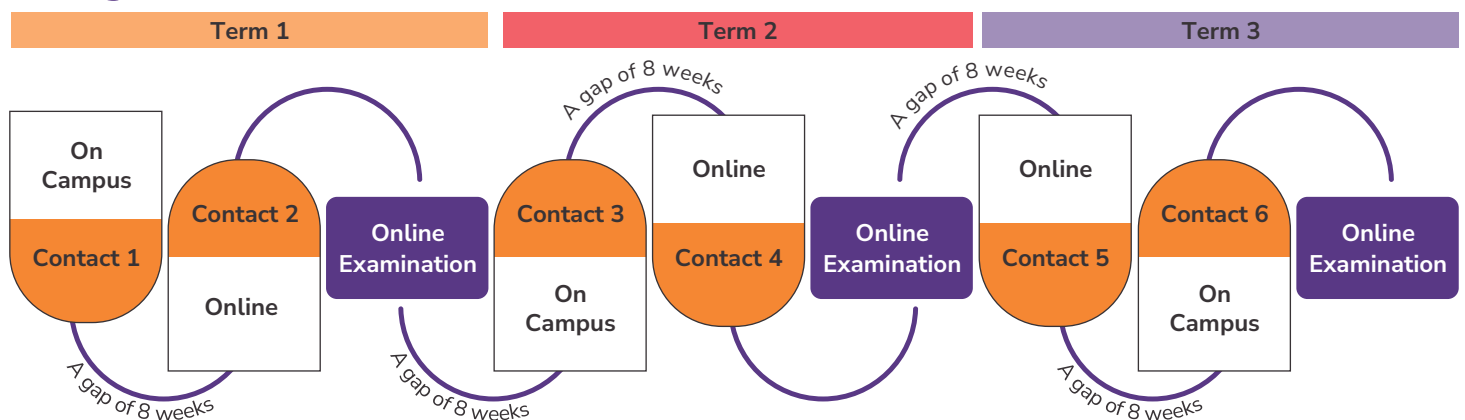 Term 1
Term 2
Term 3
On
Campus
Contact 1
A gap of 8 weeks
Contact 2
Online
Online
Examination
A gap of 8 weeks
Contact 3
On
Campus
A gap of 8 weeks
Online
Contact 4
Online
Examination
A gap of 8 weeks
Online
Contact 5
A gap of 8 weeks
Contact 6
On
Campus
Online
Examination